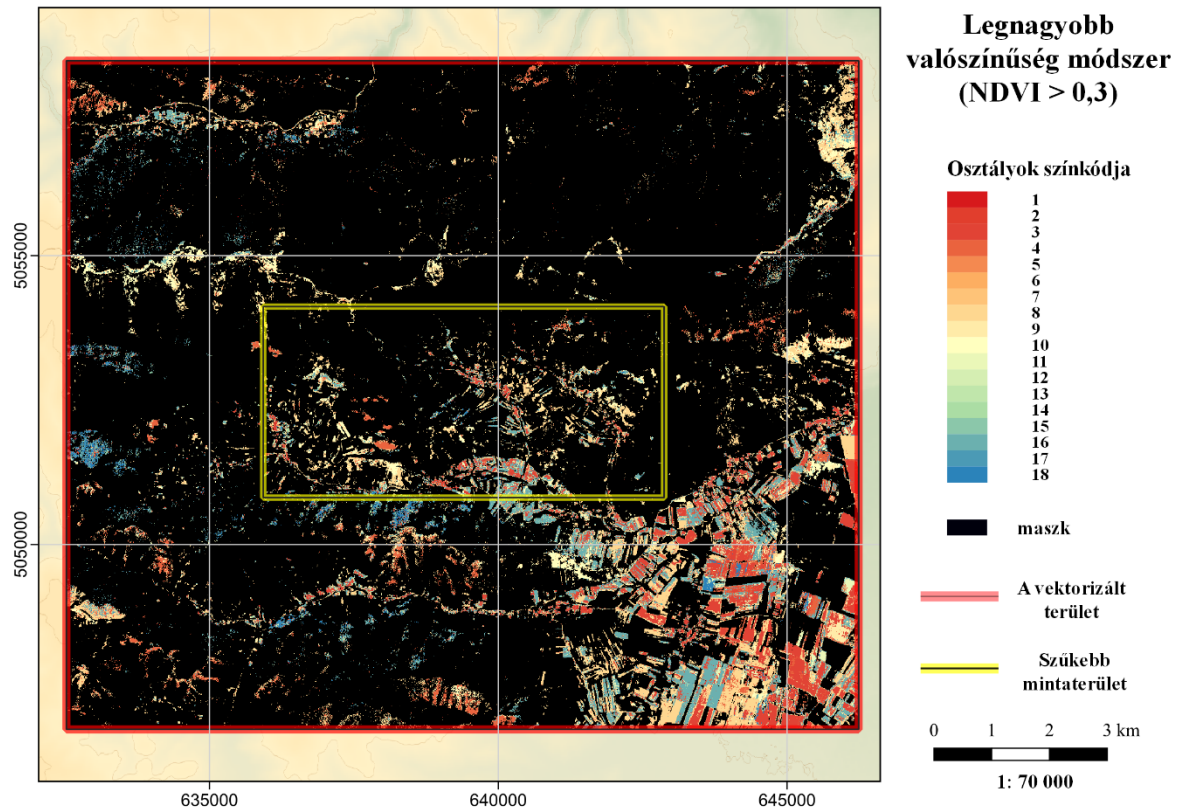 Legnagyobb
valószínűség módszer
(NDVI > 0,3)
Osztályok színkódja
1
2
3
4
5
6
7
8
9
10
11
12
13
14
15
16
17
18
maszk
A vektorizált
terület
Szűkebb
mintaterület
0 1 2 3 km
1: 70 000
5055000
5050000
635000 640000 645000